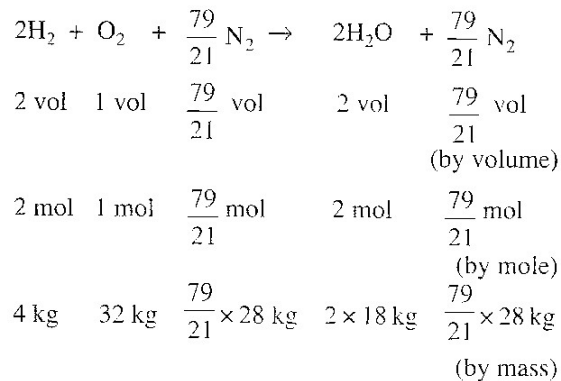 2H₂ + O₂ + 79/21 N₂ → 2H₂O + 79/21 N₂
2 vol 1 vol 79/21 vol 2 vol 79/21 vol
(by volume)
2 mol 1 mol 79/21 mol 2 mol 79/21 mol
(by mole)
4 kg 32 kg 79/21 × 28 kg 2 × 18 kg 79/21 × 28 kg
(by mass)